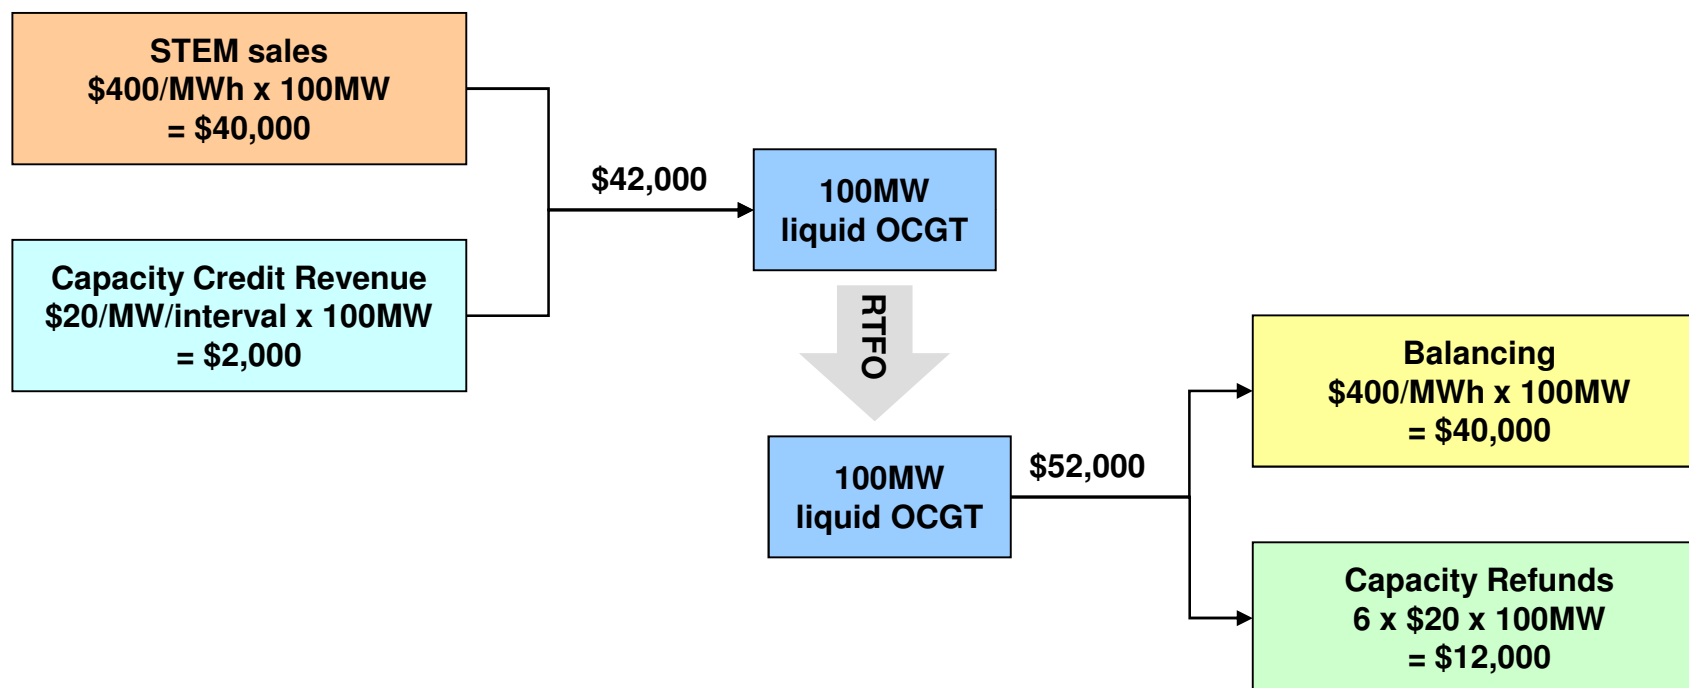 STEM sales
$400/MWh x 100MW
= $40,000
Capacity Credit Revenue
$20/MW/interval x 100MW
= $2,000
$42,000
100MW
liquid OCGT
RTFO
100MW
liquid OCGT
$52,000
Balancing
$400/MWh x 100MW
= $40,000
Capacity Refunds
6 x $20 x 100MW
= $12,000